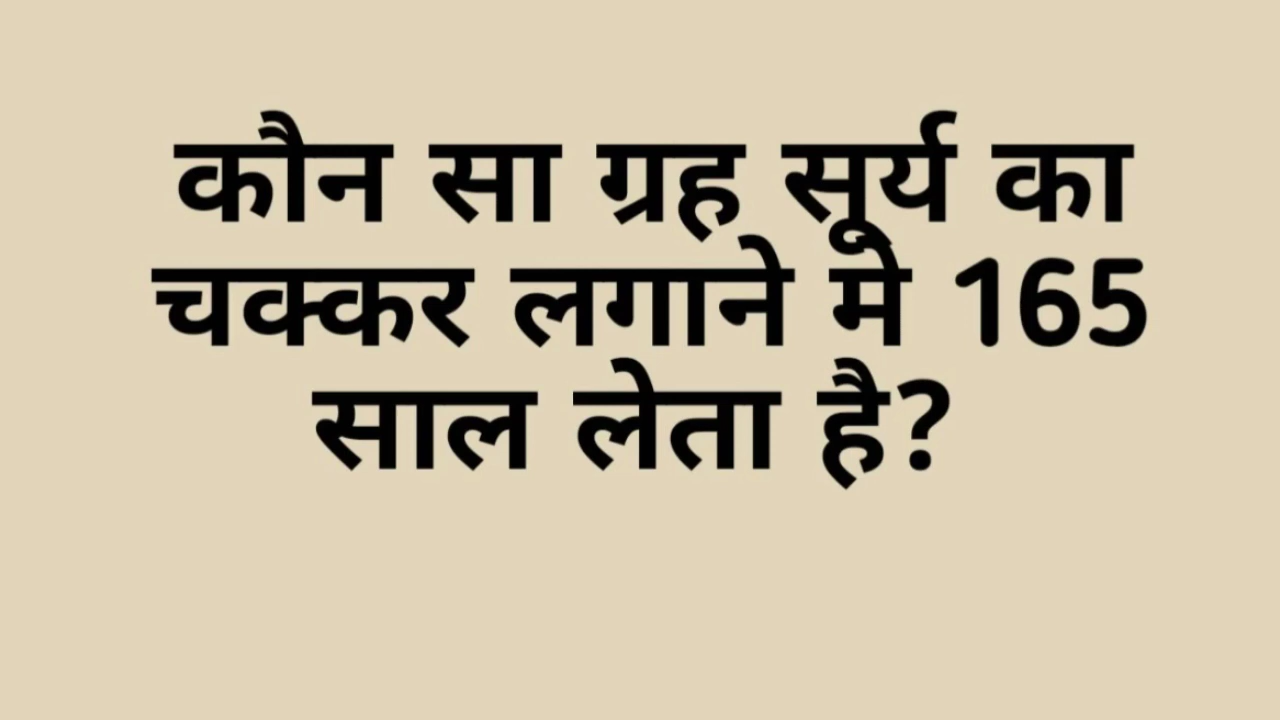 कौन सा ग्रह सूर्य का
चक्कर लगाने मे 165
साल लेता है?